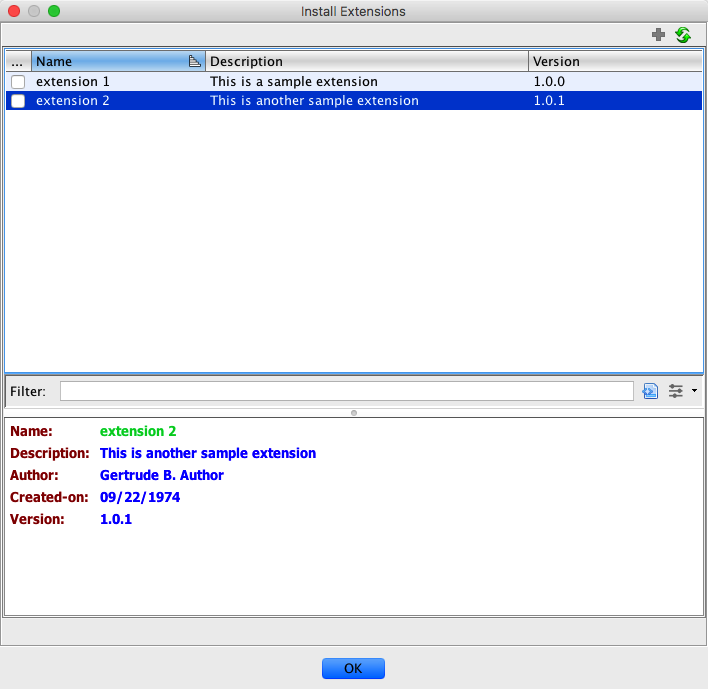 Install Extensions
... Name Description Version
extension 1 This is a sample extension 1.0.0
extension 2 This is another sample extension 1.0.1
Filter:
Name: extension 2
Description: This is another sample extension
Author: Gertrude B. Author
Created-on: 09/22/1974
Version: 1.0.1
OK